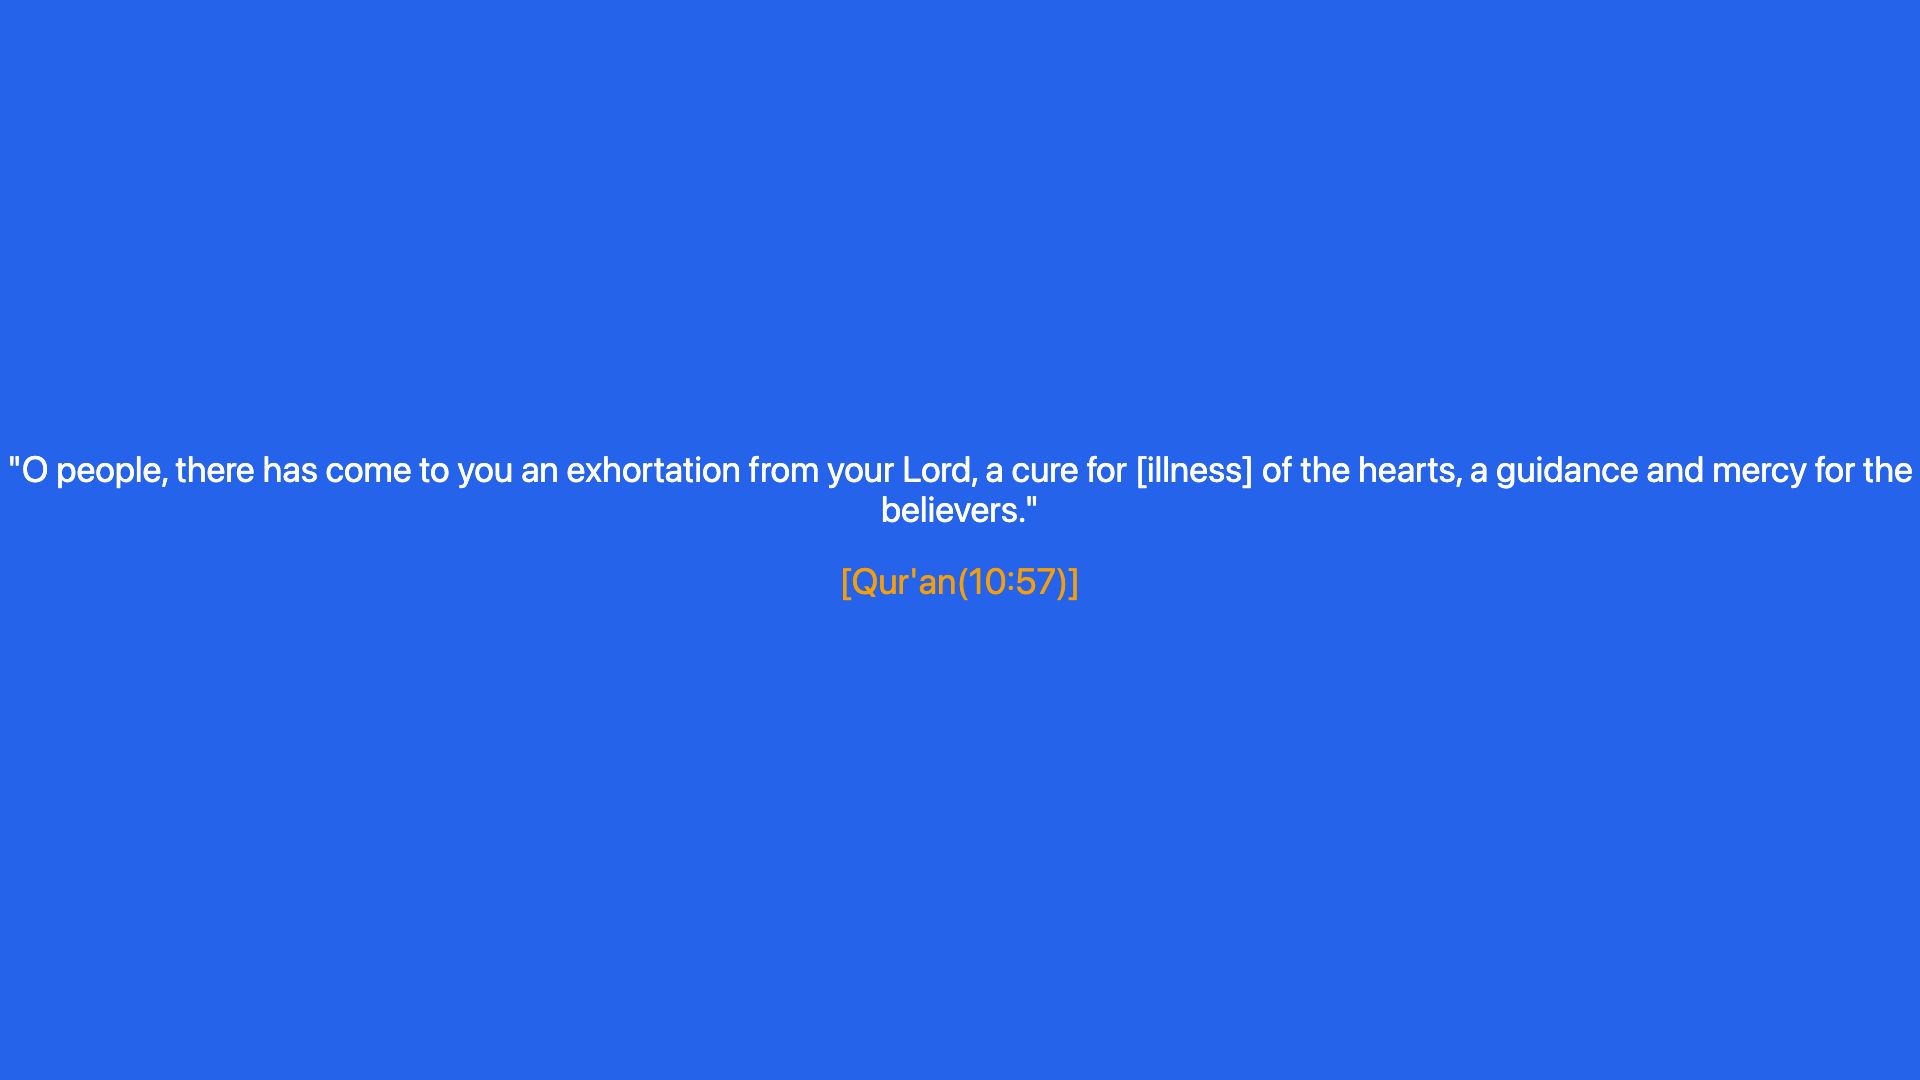 "O people, there has come to you an exhortation from your Lord, a cure for [illness] of the hearts, a guidance and mercy for the
believers."
[Qur'an(10:57)]